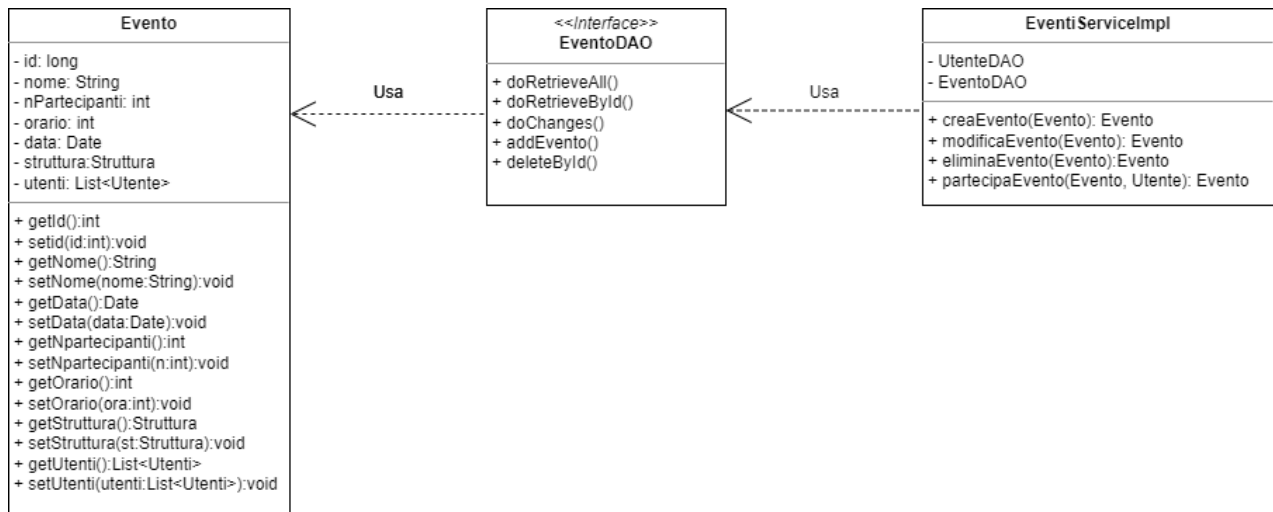 Evento
- id: long
- nome: String
- nPartecipanti: int
- orario: int
- data: Date
- struttura:Struttura
- utenti: List<Utente>
+ getId():int
+ setid(id:int):void
+ getNome():String
+ setNome(nome:String):void
+ getData():Date
+ setData(data:Date):void
+ getNpartecipanti():int
+ setNpartecipanti(n:int):void
+ getOrario():int
+ setOrario(ora:int):void
+ getStruttura():Struttura
+ setStruttura(st:Struttura):void
+ getUtenti():List<Utenti>
+ setUtenti(utenti:List<Utenti>):void
Usa
<<Interface>>
EventoDAO
+ doRetrieveAll()
+ doRetrieveById()
+ doChanges()
+ addEvento()
+ deleteById()
Usa
EventiServiceImpl
- UtenteDAO
- EventoDAO
+ creaEvento(Evento): Evento
+ modificaEvento(Evento): Evento
+ eliminaEvento(Evento):Evento
+ partecipaEvento(Evento, Utente): Evento